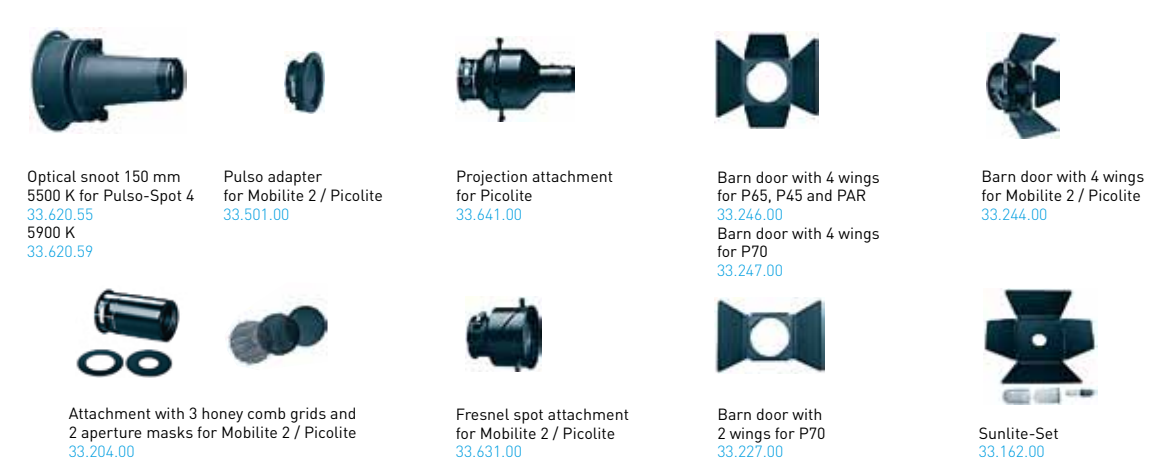 Optical snoot 150 mm
5500 K for Pulso-Spot 4
33.620.55
5900 K
33.620.59
Pulso adapter
for Mobilite 2 / Picolite
33.501.00
Projection attachment
for Picolite
33.641.00
Barn door with 4 wings
for P65, P45 and PAR
33.246.00
Barn door with 4 wings
for P70
33.247.00
Barn door with 4 wings
for Mobilite 2 / Picolite
33.244.00
Attachment with 3 honey comb grids and
2 aperture masks for Mobilite 2 / Picolite
33.204.00
Fresnel spot attachment
for Mobilite 2 / Picolite
33.631.00
Barn door with
2 wings for P70
33.227.00
Sunlite-Set
33.162.00